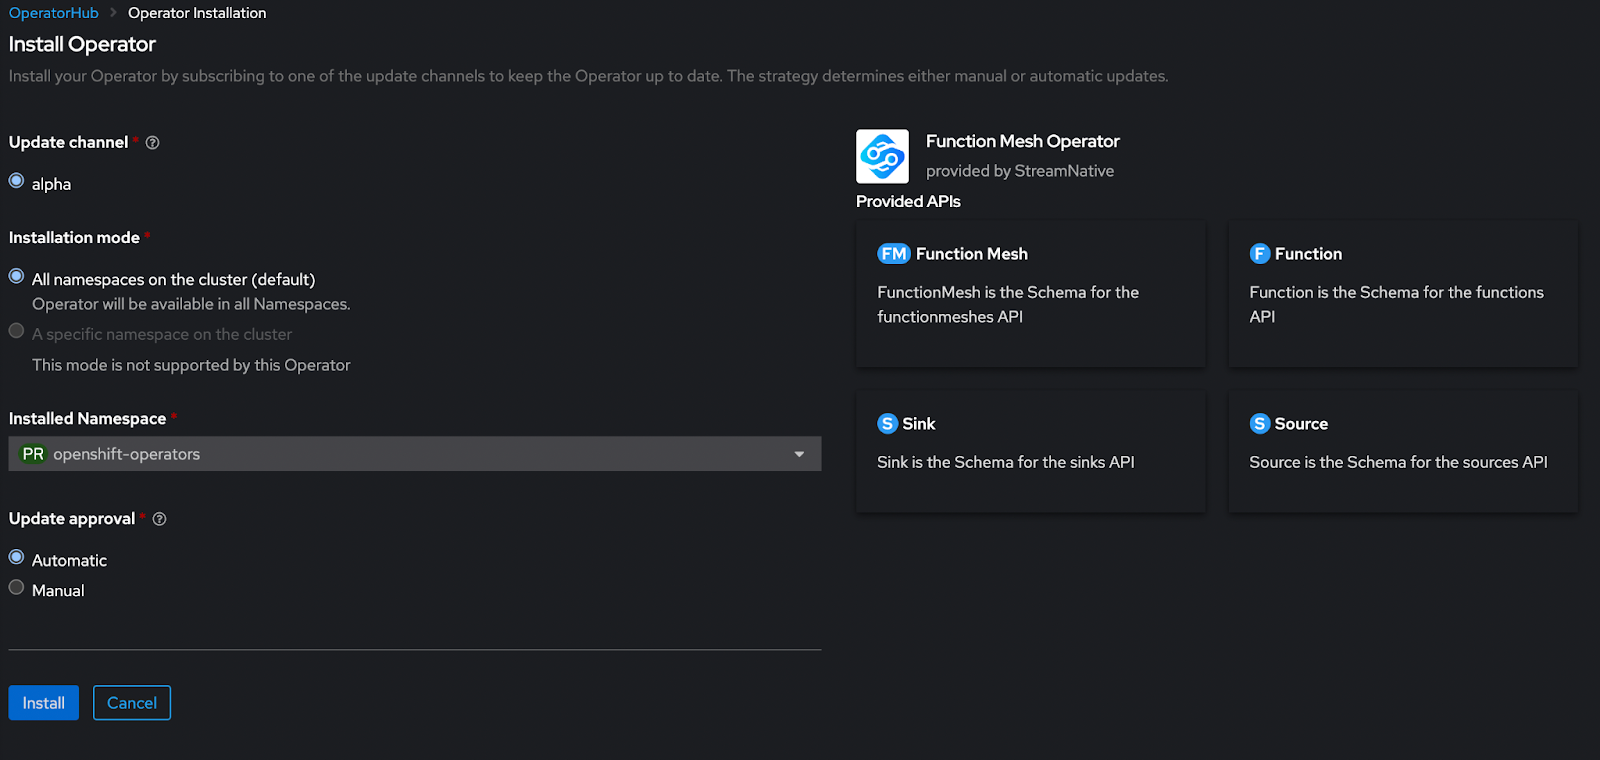 OperatorHub > Operator Installation
Install Operator
Install your Operator by subscribing to one of the update channels to keep the Operator up to date. The strategy determines either manual or automatic updates.
Update channel *
alpha
Installation mode *
All namespaces on the cluster (default)
Operator will be available in all Namespaces.
A specific namespace on the cluster
This mode is not supported by this Operator
Installed Namespace *
PR openshift-operators
Update approval *
Automatic
Manual
Install Cancel
Function Mesh Operator
provided by StreamNative
Provided APIs
FM Function Mesh
FunctionMesh is the Schema for the
functionmeshes API
F Function
Function is the Schema for the functions
API
S Sink
Sink is the Schema for the sinks API
S Source
Source is the Schema for the sources API